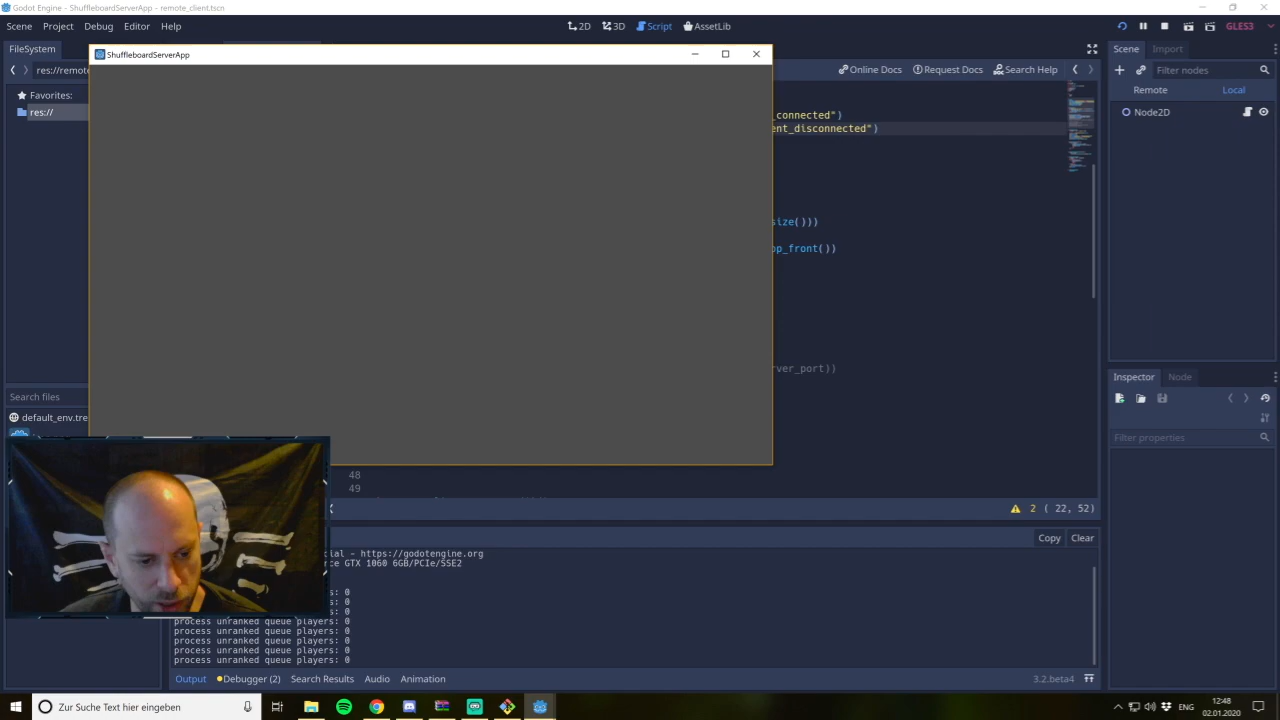 Godot Engine - ShuffleboardServerApp - remote_client.tscn
Scene Project Debug Editor Help
2D 3D Script AssetLib
GLES3
FileSystem
res://remote
Favorites:
res://
ShuffleboardServerApp
Online Docs Request Docs Search Help
_connected")
ent_disconnected")
size()))
op_front())
rver_port))
48
49
2 ( 22, 52)
Scene Import
Filter nodes
Remote Local
Node2D
Inspector Node
Filter properties
Search files
default_env.tre
Copy Clear
cial - https://godotengine.org
ce GTX 1060 6GB/PCIe/SSE2
s: 0
s: 0
s: 0
process unranked queue players: 0
process unranked queue players: 0
process unranked queue players: 0
process unranked queue players: 0
process unranked queue players: 0
Output Debugger (2) Search Results Audio Animation
3.2.beta4
Zur Suche Text hier eingeben
ENG
12:48
02.01.2020